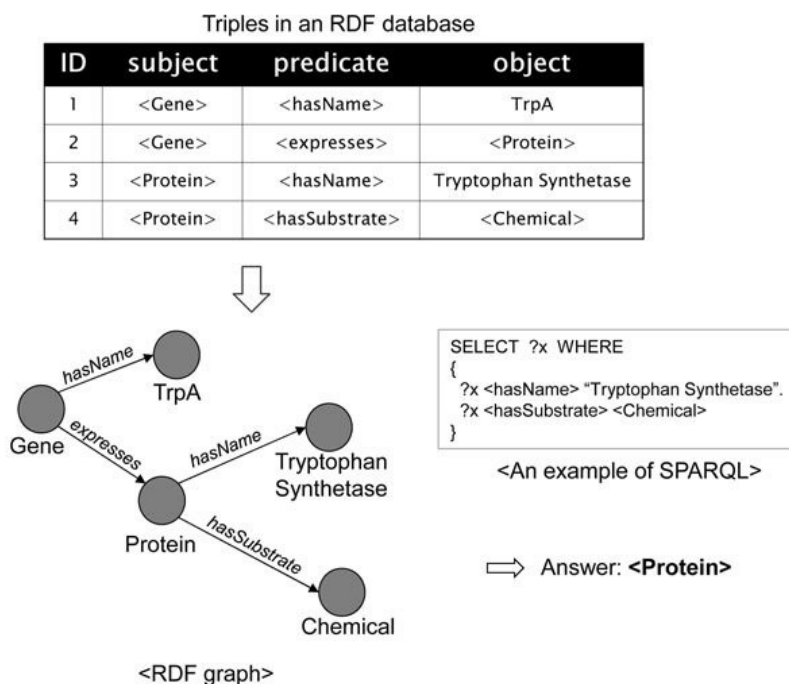 Triples in an RDF database
ID subject predicate object
1 <Gene> <hasName> TrpA
2 <Gene> <expresses> <Protein>
3 <Protein> <hasName> Tryptophan Synthetase
4 <Protein> <hasSubstrate> <Chemical>
hasName
TrpA
Gene
expresses
hasName
Tryptophan
Synthetase
Protein
hasSubstrate
Chemical
<RDF graph>
SELECT ?x WHERE
{
?x <hasName> “Tryptophan Synthetase”.
?x <hasSubstrate> <Chemical>
}
<An example of SPARQL>
Answer: <Protein>